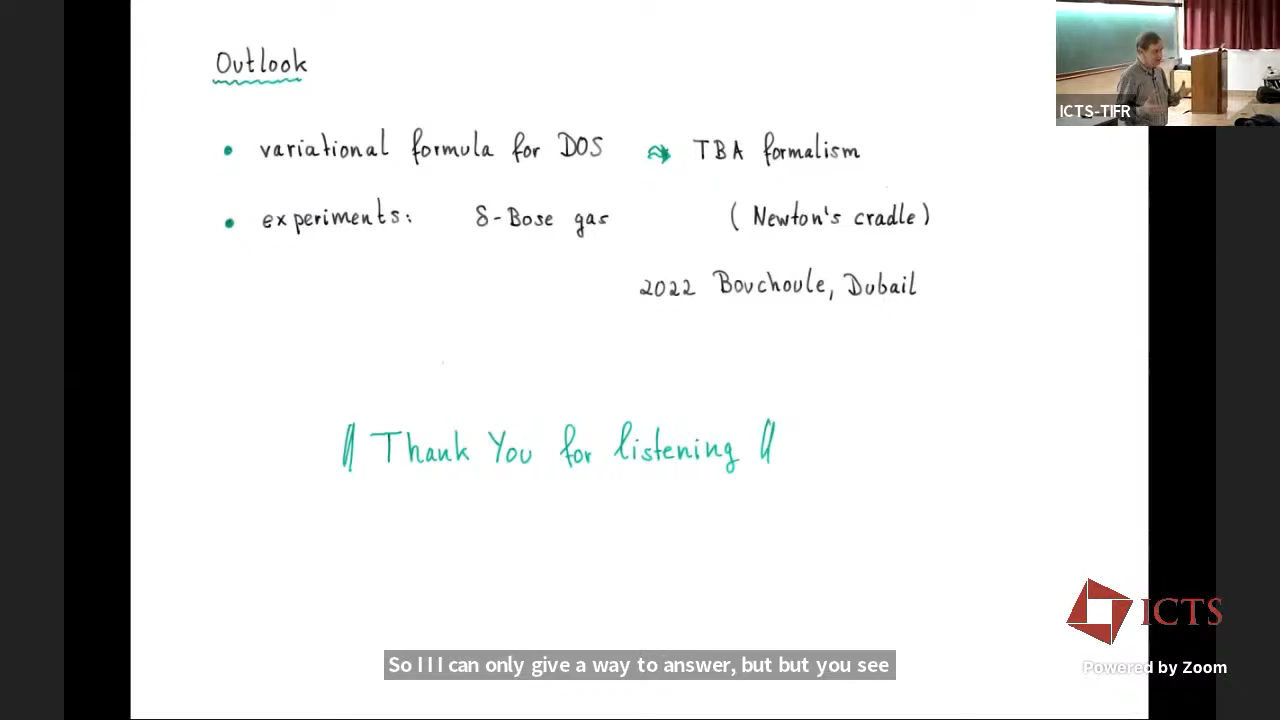 Outlook
• variational formula for DOS ⇝ TBA formalism
• experiments: δ-Bose gas (Newton's cradle)
2022 Bouchoule, Dubail
Thank You for listening
ICTS-TIFR
ICTS
So I I I can only give a way to answer, but but you see
Powered by Zoom